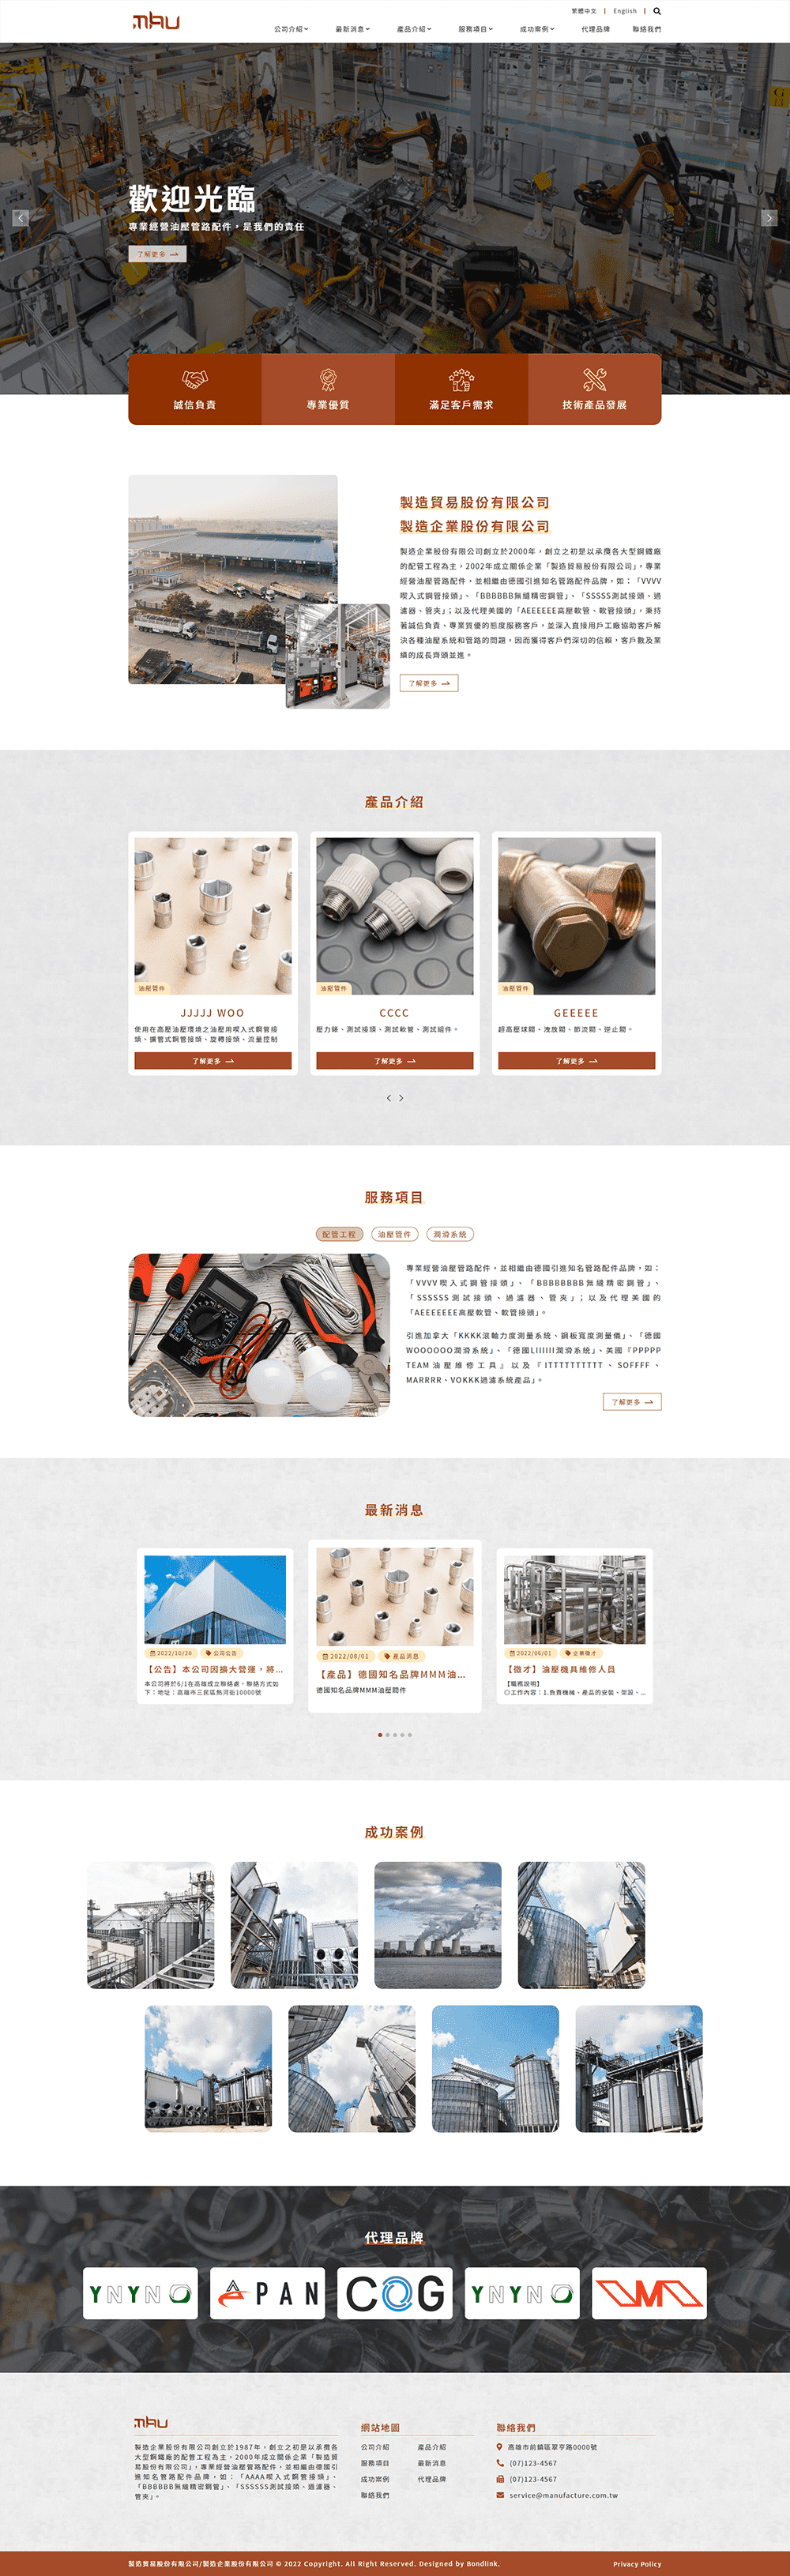 繁體中文 | English |
公司介紹 最新消息 產品介紹 服務項目 成功案例 代理品牌 聯絡我們
歡迎光臨
專業經營油壓管路配件，是我們的責任
了解更多
誠信負責 專業優質 滿足客戶需求 技術產品發展
製造貿易股份有限公司
製造企業股份有限公司
製造企業股份有限公司創立於2000年，創立之初是以承攬各大型鋼鐵廠
的配管工程為主，2002年成立關係企業「製造貿易股份有限公司」，專業
經營油壓管路配件，並相繼由德國引進知名管路配件品牌，如：「VVVV
喫入式鋼管接頭」、「BBBBBB無縫精密鋼管」、「SSSSS測試接頭、過
濾器、管夾」；以及代理美國的「AEEEEEE高壓軟管、軟管接頭」，秉持
著誠信負責、專業質優的態度服務客戶，並深入直接用戶工廠協助客戶解
決各種油壓系統和管路的問題，因而獲得客戶們深切的信賴，客戶數及業
績的成長齊頭並進。
了解更多
產品介紹
油壓管件
JJJJJ WOO
使用在高壓油壓環境之油壓用喫入式鋼管接
頭、擴管式鋼管接頭、旋轉接頭、流量控制
了解更多
油壓管件
CCCC
壓力錶、測試接頭、測試軟管、測試組件。
了解更多
油壓管件
GEEEEE
超高壓球閥、洩放閥、節流閥、逆止閥。
了解更多
服務項目
配管工程 油壓管件 潤滑系統
專業經營油壓管路配件，並相繼由德國引進知名管路配件品牌，如：
「VVVV喫入式鋼管接頭」、「BBBBBBBB無縫精密鋼管」、
「SSSSSS測試接頭、過濾器、管夾」；以及代理美國的
「AEEEEEEE高壓軟管、軟管接頭」。
引進加拿大「KKKK滾軸力度測量系統、鋼板寬度測量儀」、「德國
WOOOOOO潤滑系統」、「德國LIIIIII潤滑系統」、美國『PPPPP
TEAM油壓維修工具』以及『ITTTTTTTTTT、SOFFFF、
MARRRR、VOKKK過濾系統產品」。
了解更多
最新消息
2022/10/20 公司公告
【公告】本公司因擴大營運，將...
本公司將於6/1在高雄成立聯絡處，聯絡方式如
下：地址：高雄市三民區熱河街10000號
2022/08/01 產品消息
【產品】德國知名品牌MMM油...
德國知名品牌MMM油壓閥件
2022/06/01 企業徵才
【徵才】油壓機具維修人員
【職務說明】
◎工作內容：1.負責機械、產品的安裝、架設、...
成功案例
代理品牌
YNYNO
PAN
COG
YNYNO
製造企業股份有限公司創立於1987年，創立之初是以承攬各
大型鋼鐵廠的配管工程為主，2000年成立關係企業「製造貿
易股份有限公司」，專業經營油壓管路配件，並相繼由德國引
進知名管路配件品牌，如：「AAAA喫入式鋼管接頭」、
「BBBBBB無縫精密鋼管」、「SSSSSS測試接頭、過濾器、
管夾」。
網站地圖
公司介紹 產品介紹
服務項目 最新消息
成功案例 代理品牌
聯絡我們
聯絡我們
高雄市前鎮區翠亨路0000號
(07)123-4567
(07)123-4567
service@manufacture.com.tw
製造貿易股份有限公司/製造企業股份有限公司 © 2022 Copyright. All Right Reserved. Designed by Bondlink.
Privacy Policy